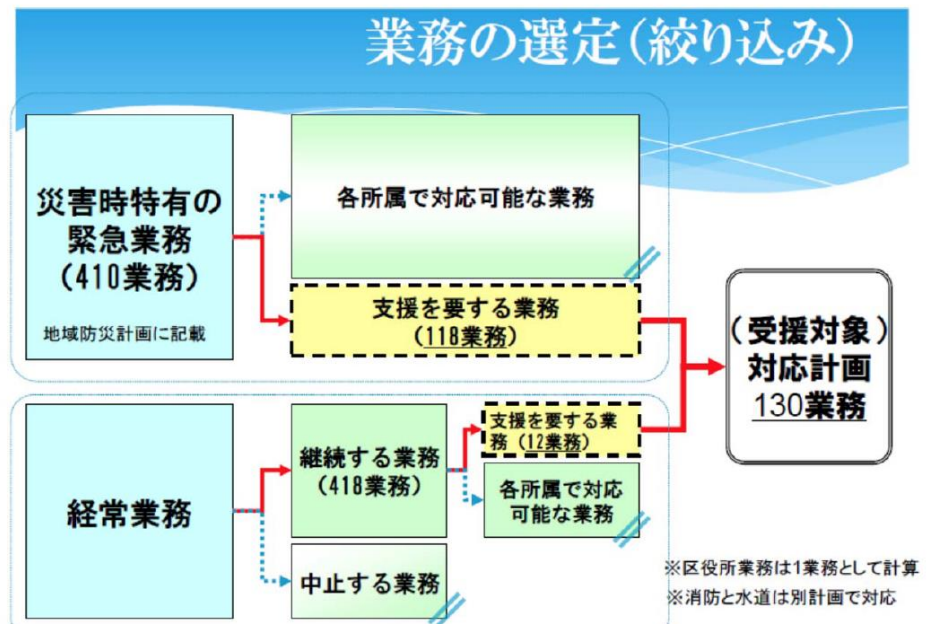 業務の選定(絞り込み)
災害時特有の
緊急業務
(410業務)
地域防災計画に記載
各所属で対応可能な業務
支援を要する業務
(118業務)
経常業務
継続する業務
(418業務)
中止する業務
支援を要する業
務(12業務)
各所属で対応
可能な業務
(受援対象)
対応計画
130業務
※区役所業務は1業務として計算
※消防と水道は別計画で対応